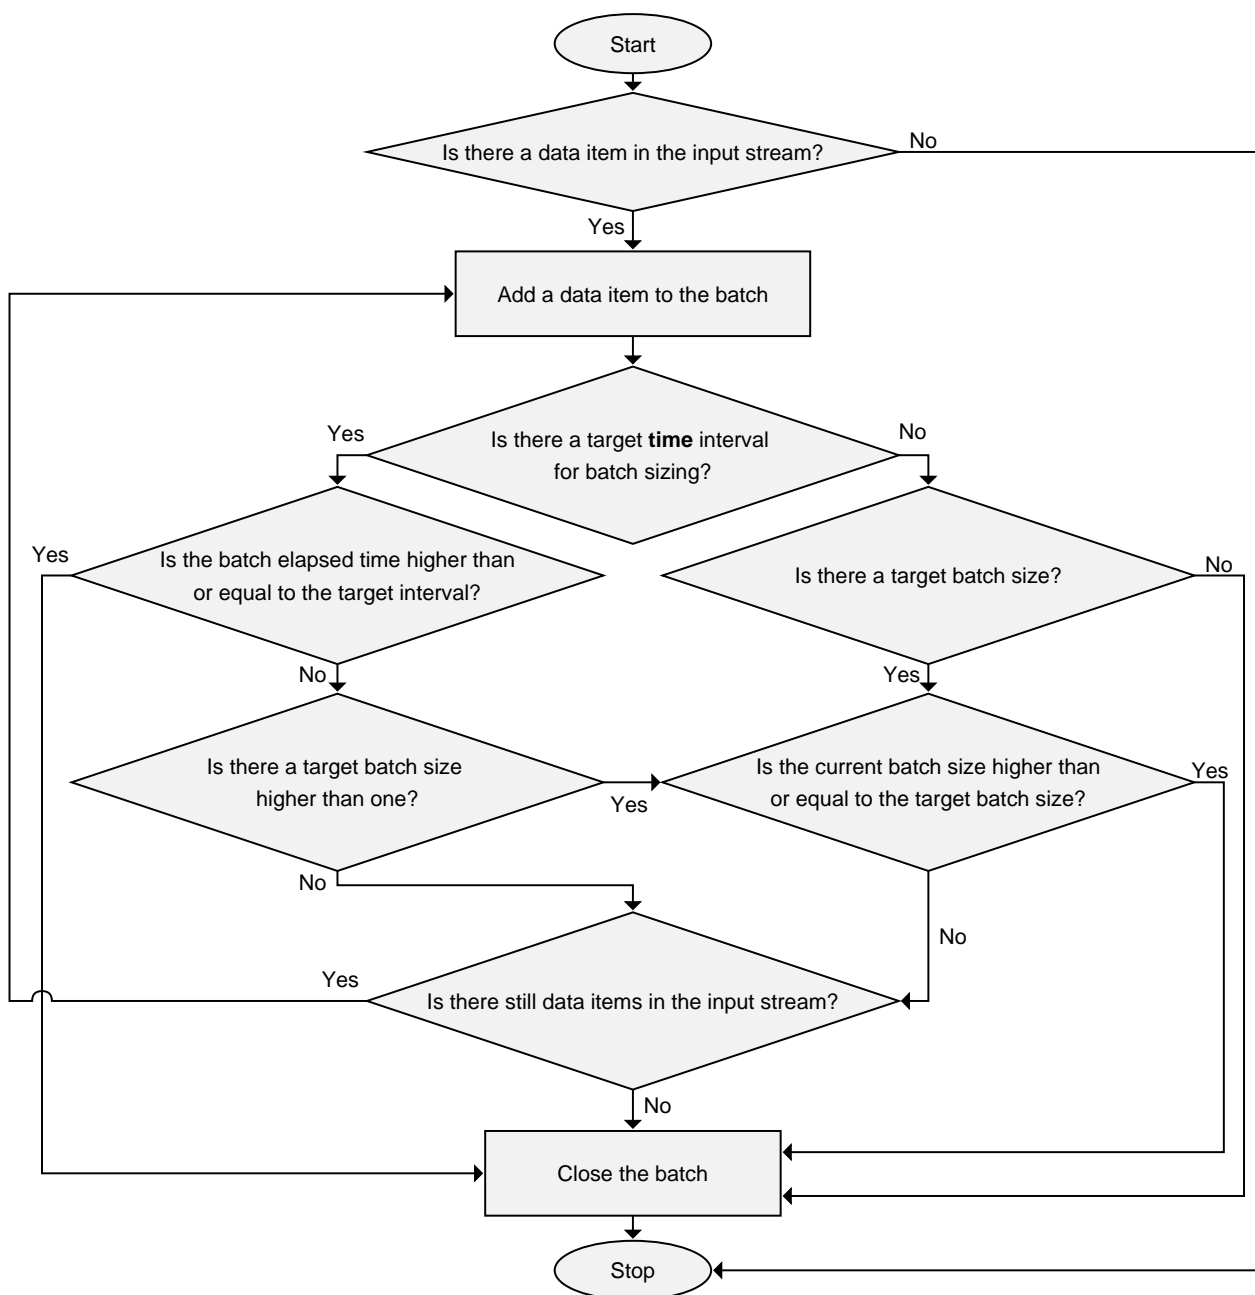 Start
Is there a data item in the input stream?
No
Yes
Add a data item to the batch
Yes
Is there a target time interval
for batch sizing?
No
Yes
Is the batch elapsed time higher than
or equal to the target interval?
Is there a target batch size?
No
No
Yes
Is there a target batch size
higher than one?
Yes
Is the current batch size higher than
or equal to the target batch size?
Yes
No
No
Yes
Is there still data items in the input stream?
No
Close the batch
Stop